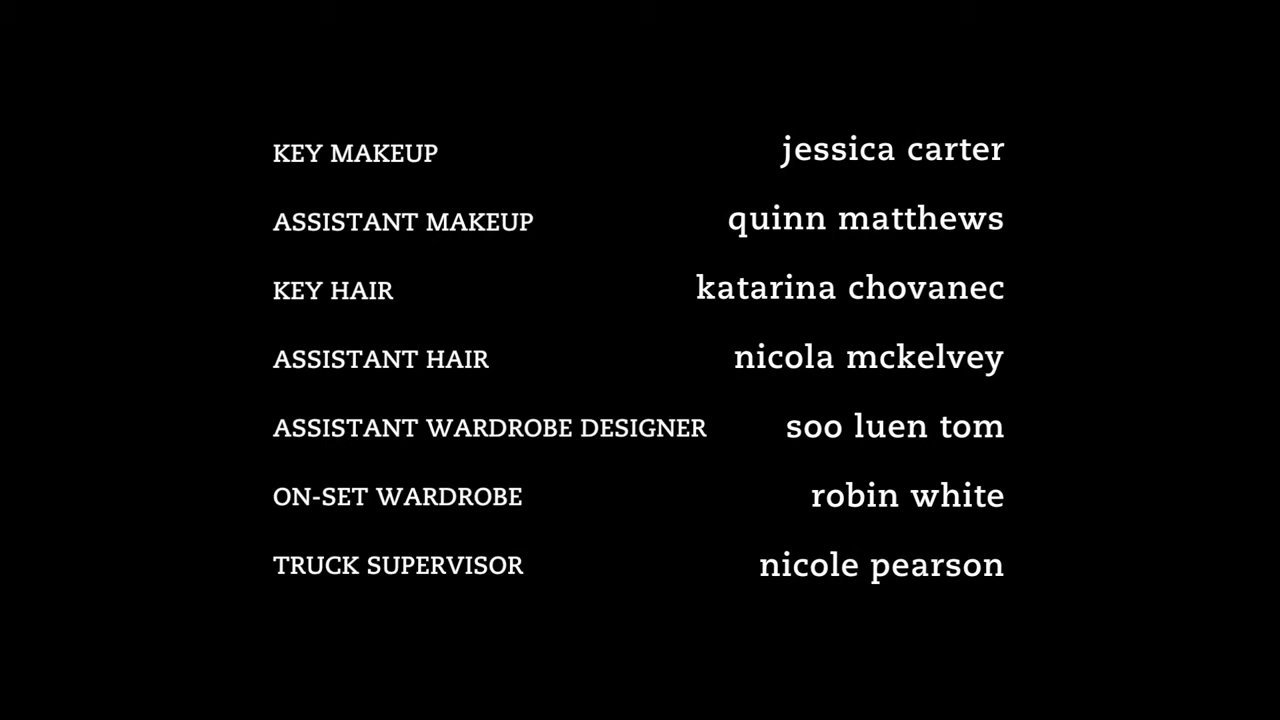 KEY MAKEUP jessica carter
ASSISTANT MAKEUP quinn matthews
KEY HAIR katarina chovanec
ASSISTANT HAIR nicola mckelvey
ASSISTANT WARDROBE DESIGNER soo luen tom
ON-SET WARDROBE robin white
TRUCK SUPERVISOR nicole pearson